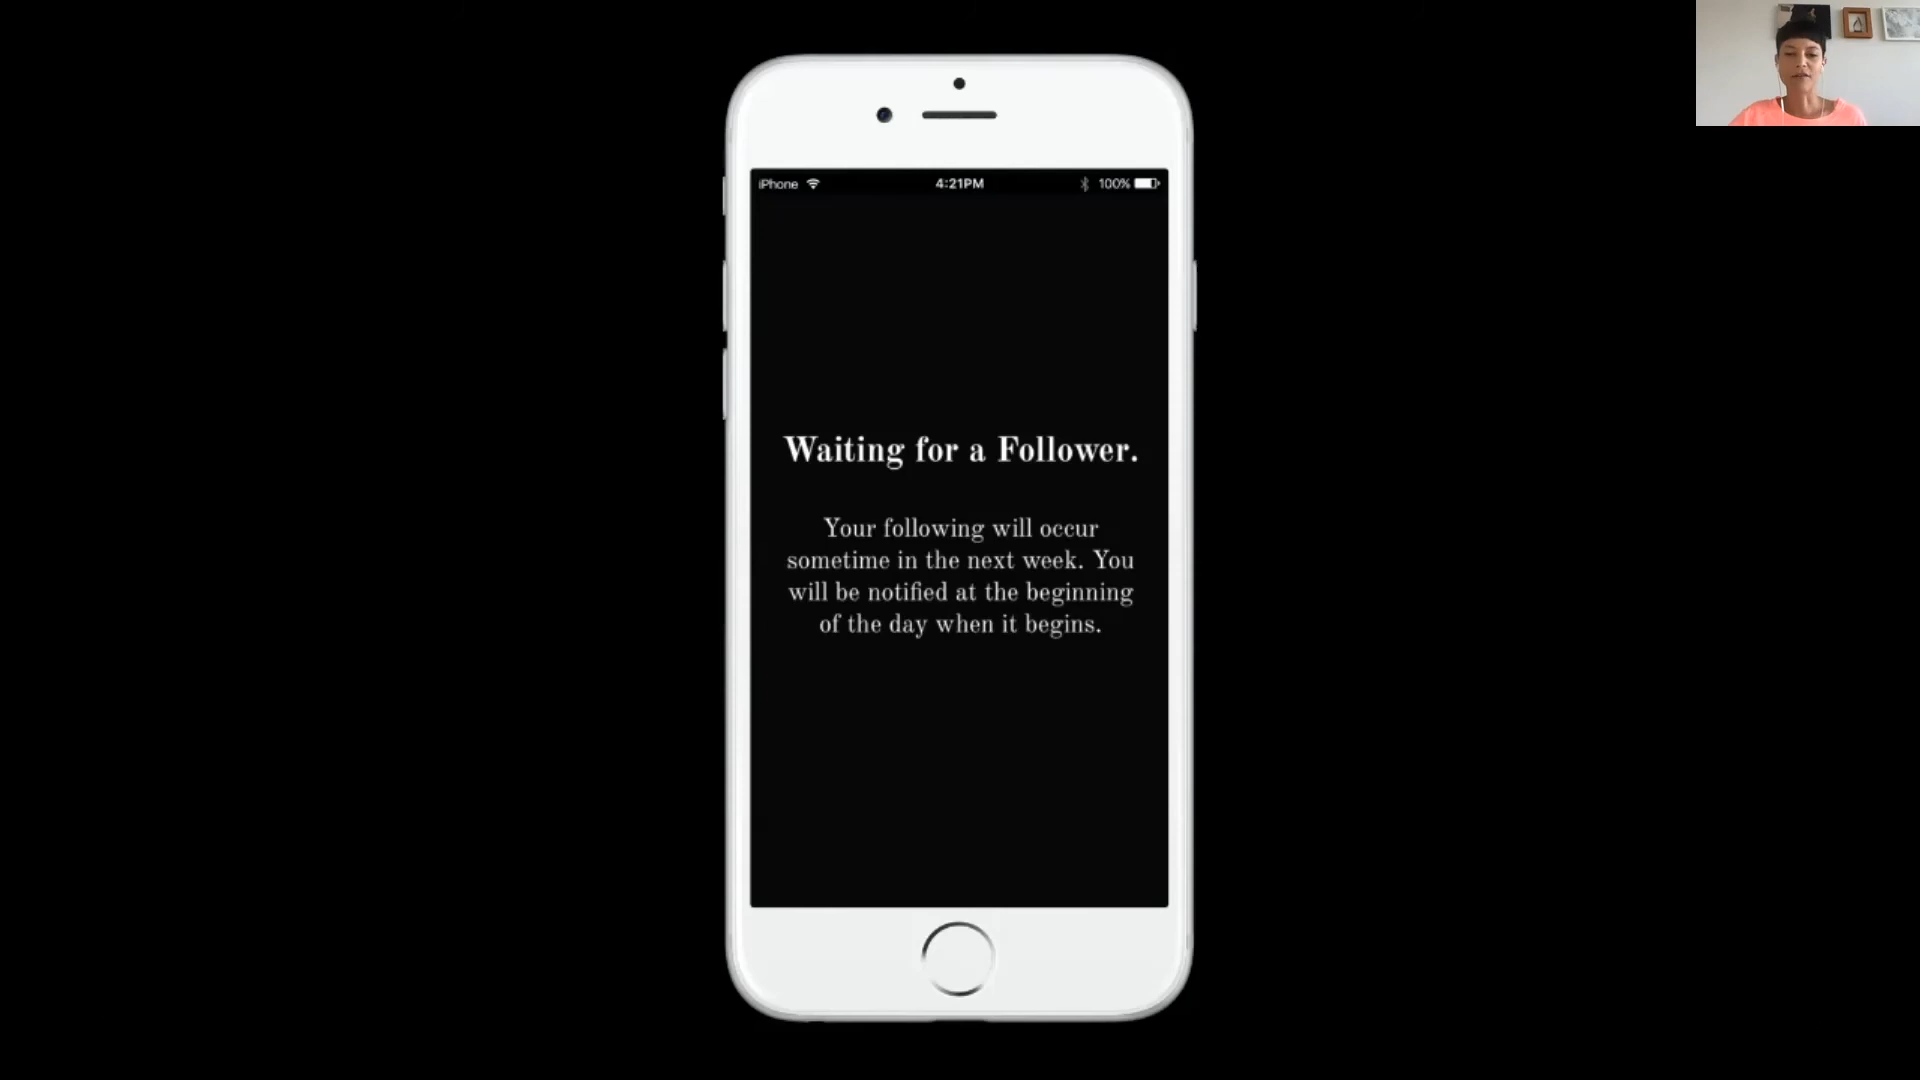 iPhone 4:21PM 100%
Waiting for a Follower.
Your following will occur
sometime in the next week. You
will be notified at the beginning
of the day when it begins.